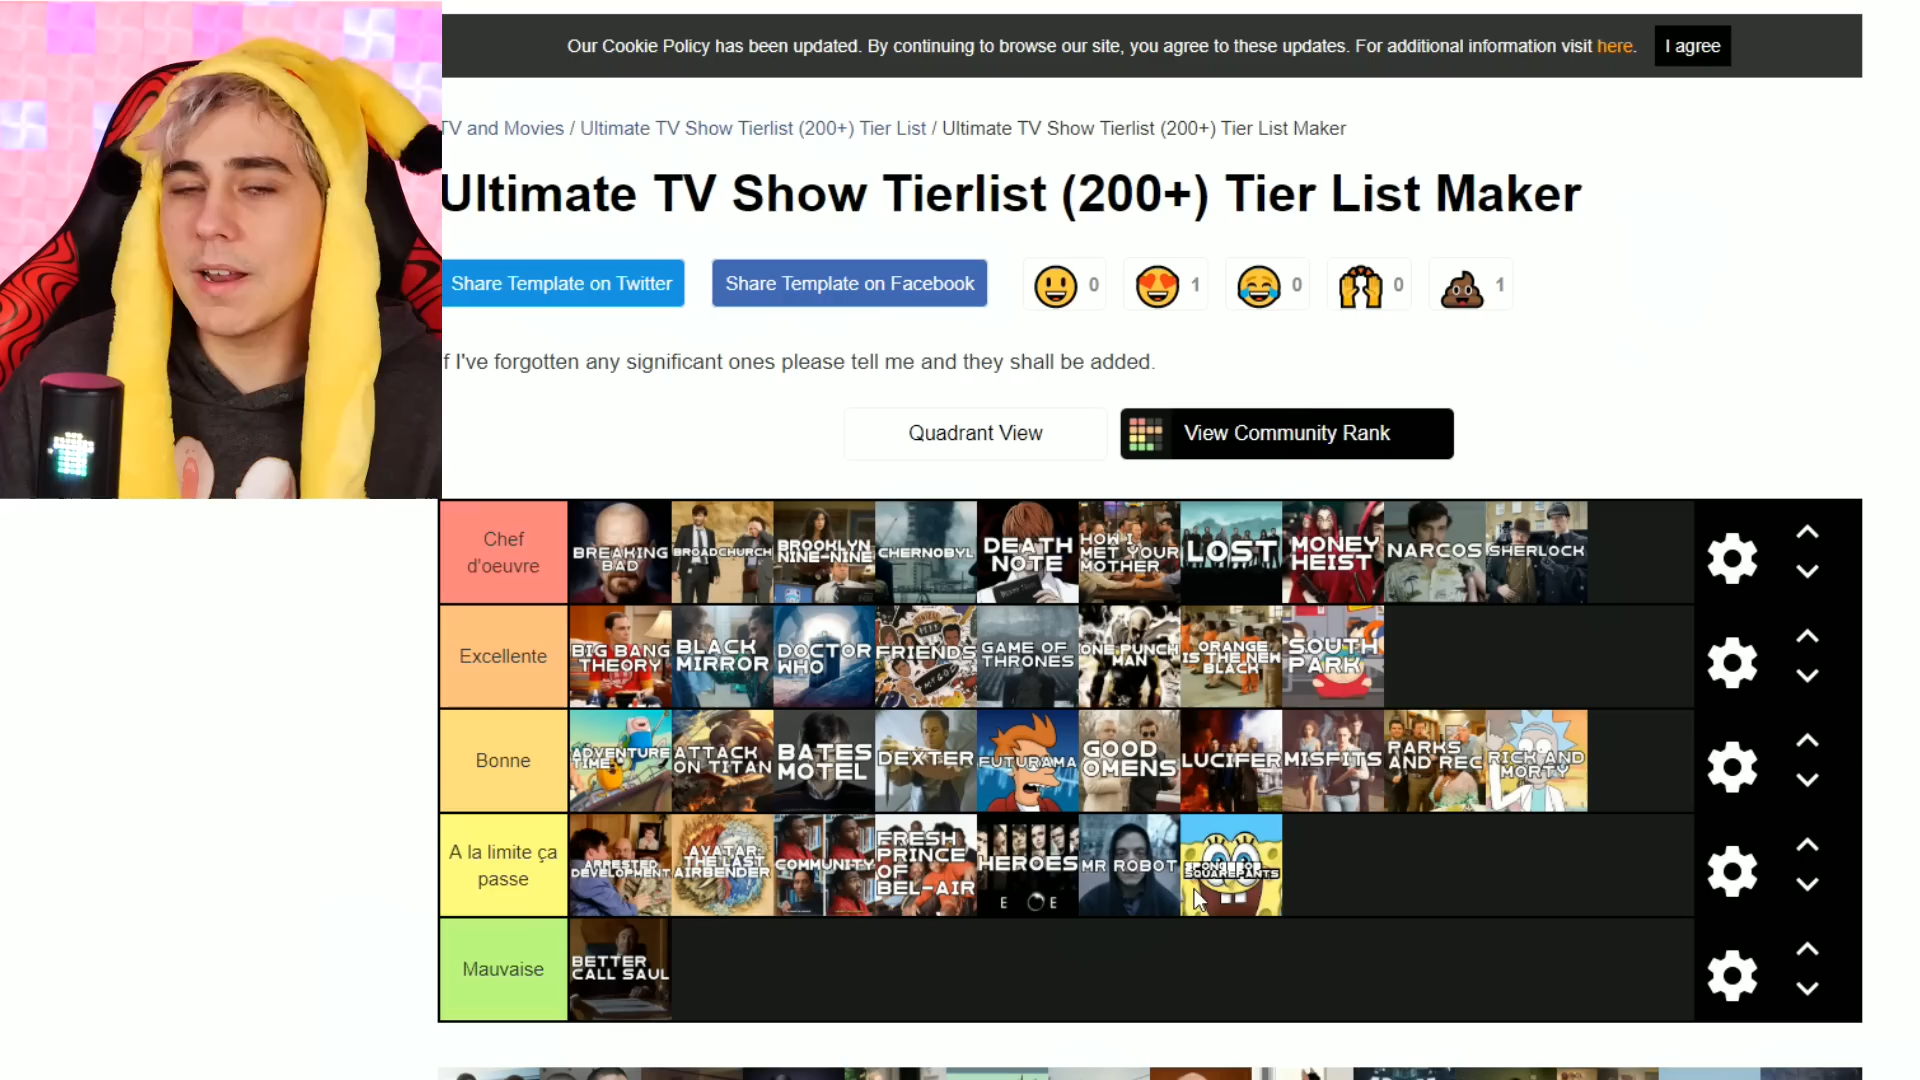 Our Cookie Policy has been updated. By continuing to browse our site, you agree to these updates. For additional information visit here.
I agree
TV and Movies / Ultimate TV Show Tierlist (200+) Tier List / Ultimate TV Show Tierlist (200+) Tier List Maker
Ultimate TV Show Tierlist (200+) Tier List Maker
Share Template on Twitter
Share Template on Facebook
0
1
0
0
1
f I've forgotten any significant ones please tell me and they shall be added.
Quadrant View
View Community Rank
Chef
d'oeuvre
BREAKING
BAD
BROADCHURCH
BROOKLYN
NINE-NINE
CHERNOBYL
DEATH
NOTE
HOW I
MET YOUR
MOTHER
LOST
MONEY
HEIST
NARCOS
SHERLOCK
Excellente
BIG BANG
THEORY
BLACK
MIRROR
DOCTOR
WHO
FRIENDS
GAME OF
THRONES
ONE PUNCH
MAN
ORANGE
IS THE NEW
BLACK
SOUTH
PARK
Bonne
ADVENTURE
TIME
ATTACK
ON TITAN
BATES
MOTEL
DEXTER
FUTURAMA
GOOD
OMENS
LUCIFER
MISFITS
PARKS
AND REC
RICK AND
MORTY
A la limite ça
passe
ARRESTED
DEVELOPMENT
AVATAR:
THE LAST
AIRBENDER
COMMUNITY
FRESH
PRINCE
OF
BEL-AIR
HEROES
E E
MR ROBOT
SPONGEBOB
SQUAREPANTS
Mauvaise
BETTER
CALL SAUL